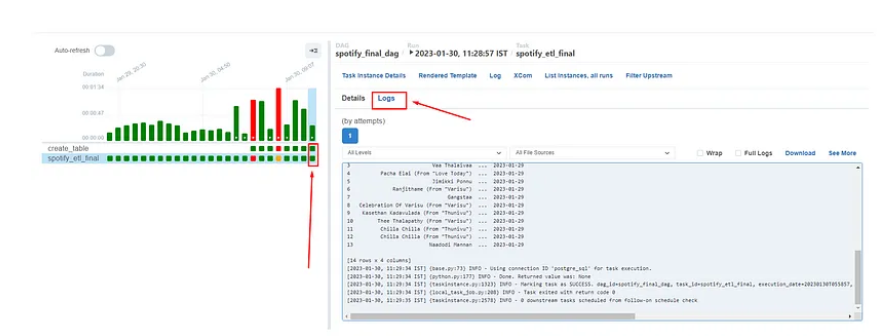 Auto-refresh
Duration
00:01:34
00:00:47
00:00:00
Jan 29, 20:30
Jan 30, 04:50
Jan 30, 09:07
create_table
spotify_etl_final
DAG
spotify_final_dag
Run
2023-01-30, 11:28:57 IST
Task
spotify_etl_final
Task Instance Details Rendered Template Log XCom List Instances, all runs Filter Upstream
Details Logs
(by attempts)
1
All Levels All File Sources Wrap Full Logs Download See More
3 Vaa Thalaivaa ... 2023-01-29
4 Pacha Elai (From "Love Today") ... 2023-01-29
5 Jimikki Ponnu ... 2023-01-29
6 Ranjithame (From "Varisu") ... 2023-01-29
7 Gangstaa ... 2023-01-29
8 Celebration Of Varisu (From "Varisu") ... 2023-01-29
9 Kasethan Kadavulada (From "Thunivu") ... 2023-01-29
10 Thee Thalapathy (From "Varisu") ... 2023-01-29
11 Chilla Chilla (From "Thunivu") ... 2023-01-29
12 Chilla Chilla (From "Thunivu") ... 2023-01-29
13 Naadodi Mannan ... 2023-01-29
[14 rows x 4 columns]
[2023-01-30, 11:29:34 IST] {base.py:73} INFO - Using connection ID 'postgre_sql' for task execution.
[2023-01-30, 11:29:34 IST] {python.py:177} INFO - Done. Returned value was: None
[2023-01-30, 11:29:34 IST] {taskinstance.py:1323} INFO - Marking task as SUCCESS. dag_id=spotify_final_dag, task_id=spotify_etl_final, execution_date=20230130T055857,
[2023-01-30, 11:29:34 IST] {local_task_job.py:208} INFO - Task exited with return code 0
[2023-01-30, 11:29:35 IST] {taskinstance.py:2578} INFO - 0 downstream tasks scheduled from follow-on schedule check